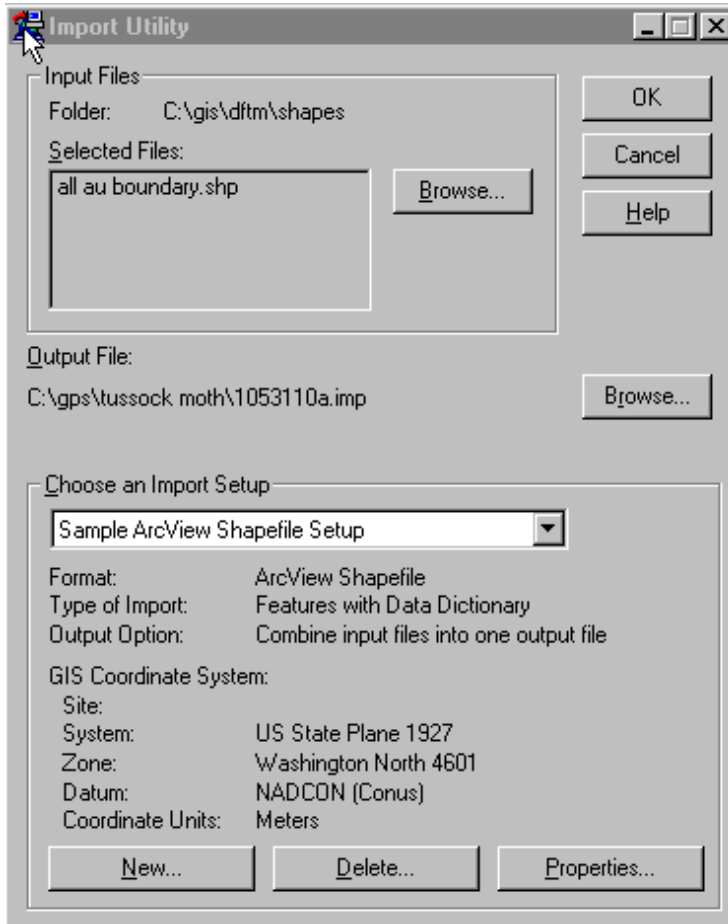 Import Utility
Input Files
Folder: C:\gis\dftm\shapes
OK
Selected Files:
Cancel
all au boundary.shp
Browse...
Help
Output File:
C:\gps\tussock moth\1053110a.imp
Browse...
Choose an Import Setup
Sample ArcView Shapefile Setup
Format: ArcView Shapefile
Type of Import: Features with Data Dictionary
Output Option: Combine input files into one output file
GIS Coordinate System:
Site:
System: US State Plane 1927
Zone: Washington North 4601
Datum: NADCON (Conus)
Coordinate Units: Meters
New... Delete... Properties...